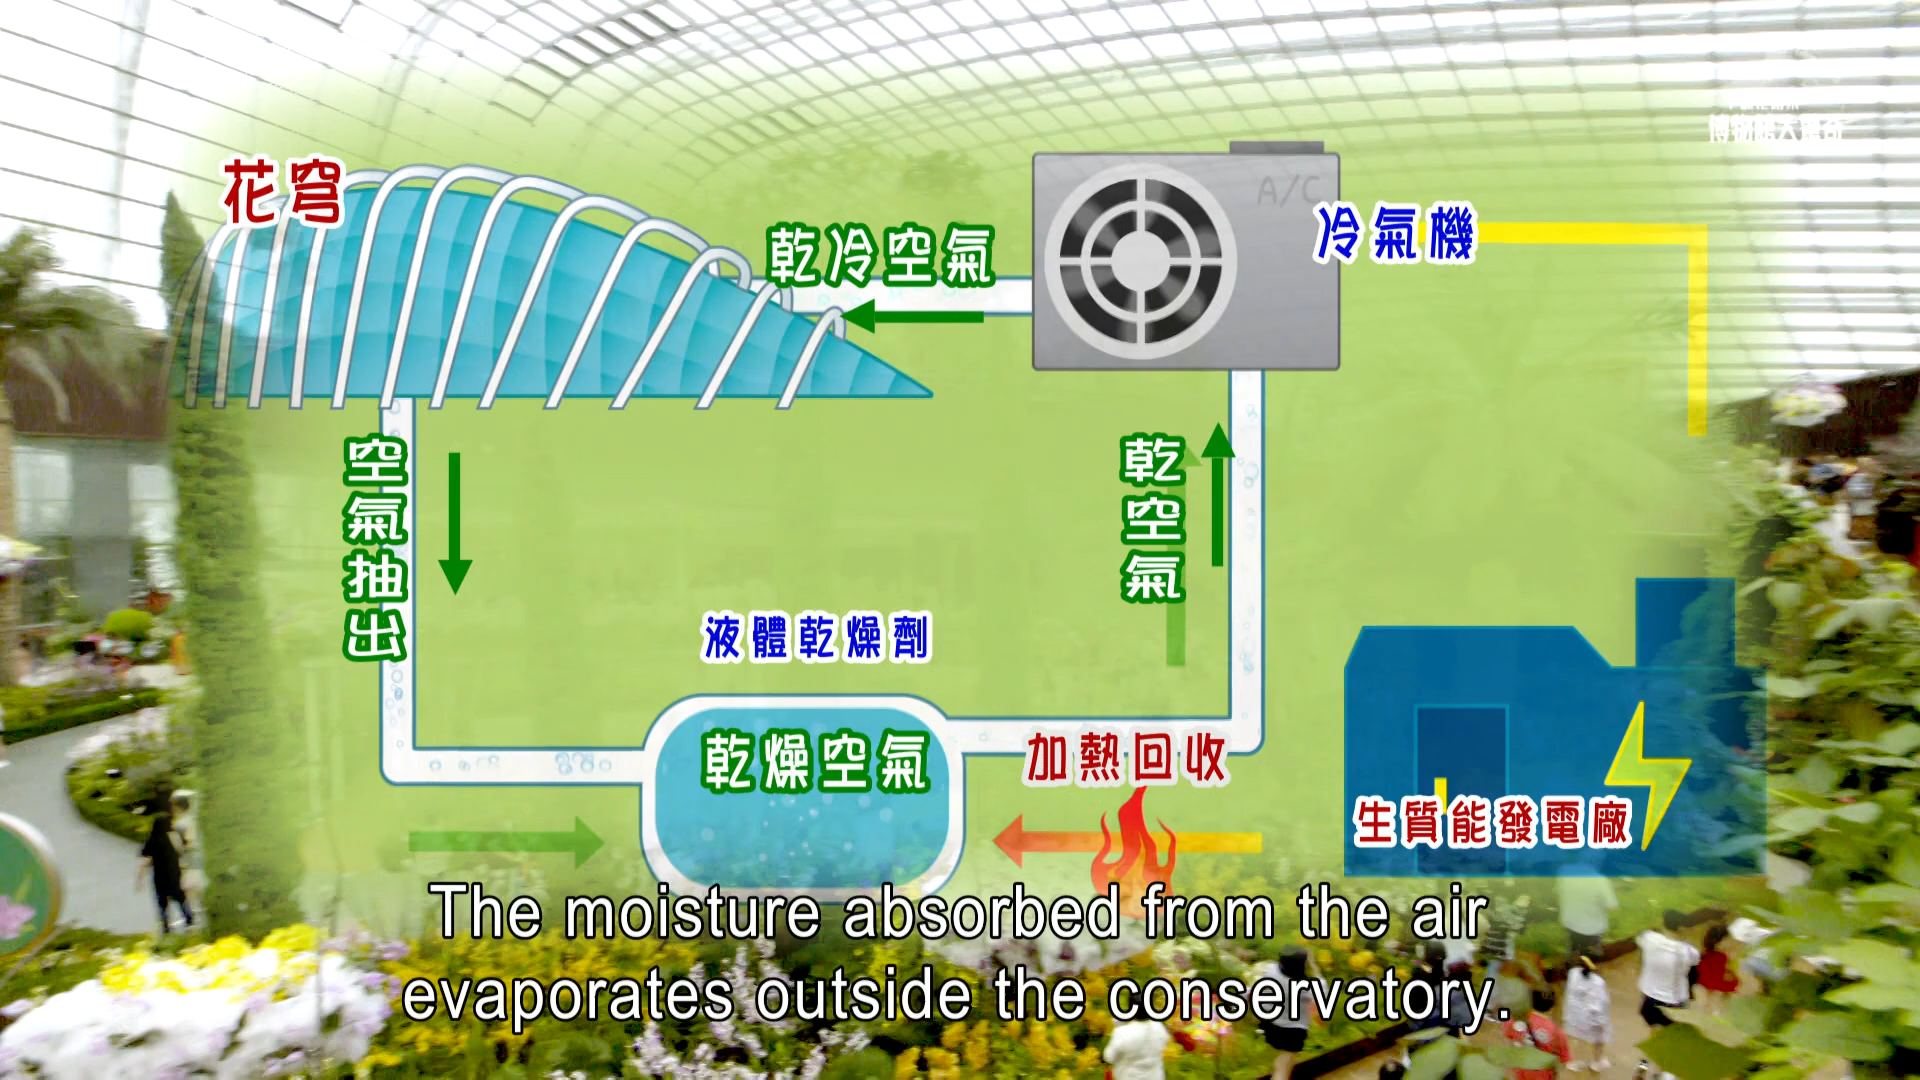 花穹
A/C
冷氣機
乾冷空氣
空氣抽出
乾空氣
液體乾燥劑
乾燥空氣
加熱回收
生質能發電廠
The moisture absorbed from the air
evaporates outside the conservatory.